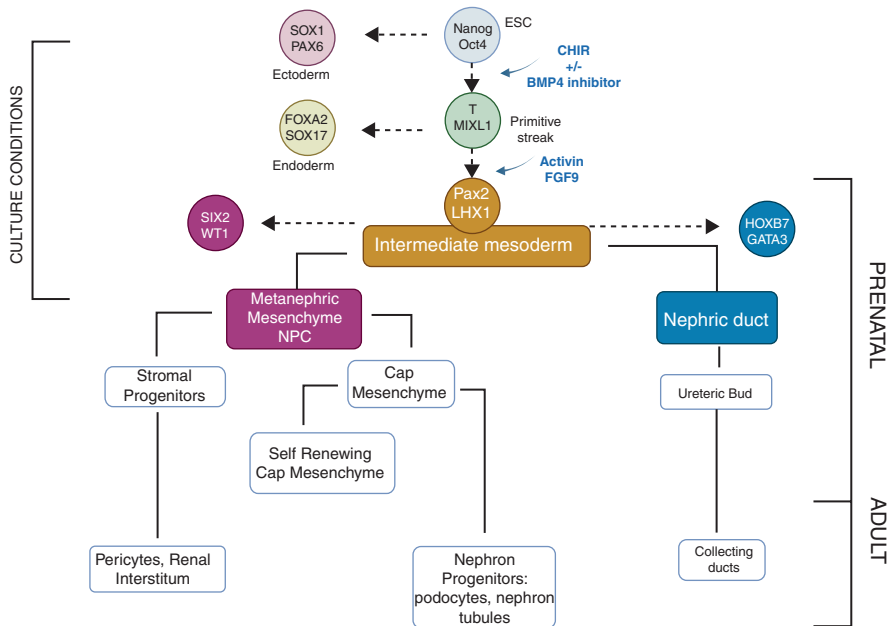 SOX1
PAX6
Ectoderm
Nanog
Oct4
ESC
CHIR
+/-
BMP4 inhibitor
FOXA2
SOX17
Endoderm
T
MIXL1
Primitive
streak
Activin
FGF9
CULTURE CONDITIONS
SIX2
WT1
Pax2
LHX1
Intermediate mesoderm
HOXB7
GATA3
Metanephric
Mesenchyme
NPC
Nephric duct
PRENATAL
Stromal
Progenitors
Cap
Mesenchyme
Ureteric Bud
Self Renewing
Cap Mesenchyme
ADULT
Pericytes, Renal
Interstitum
Nephron
Progenitors:
podocytes, nephron
tubules
Collecting
ducts